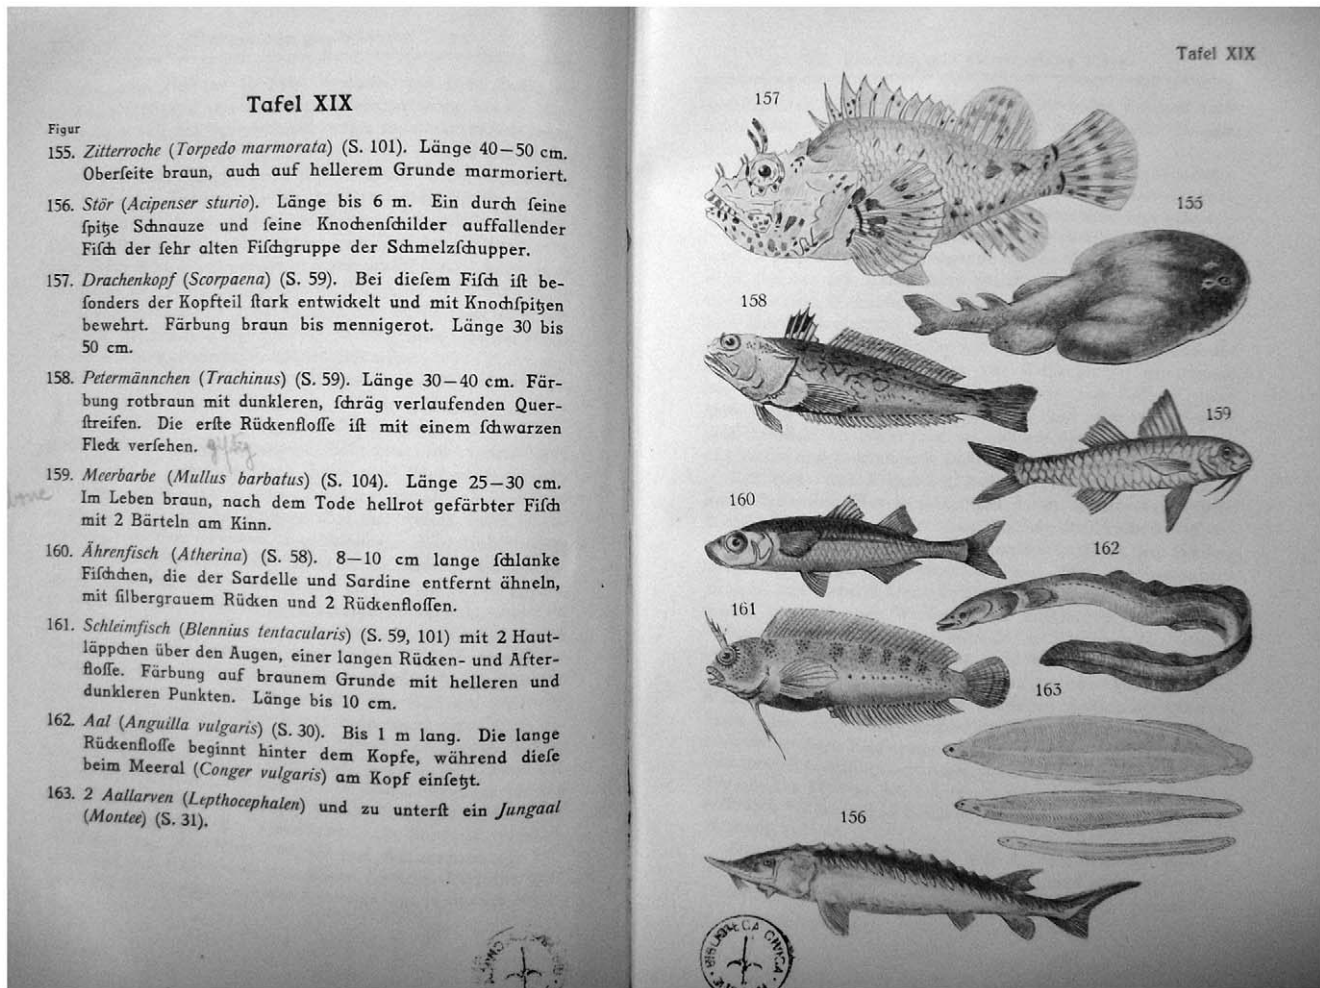 Tafel XIX
Figur
155. Zitterroche (Torpedo marmorata) (S. 101). Länge 40—50 cm.
Oberſeite braun, auch auf hellerem Grunde marmoriert.
156. Stör (Acipenser sturio). Länge bis 6 m. Ein durch ſeine
ſpitze Schnauze und ſeine Knochenſchilder auffallender
Fiſch der ſehr alten Fiſchgruppe der Schmelzſchupper.
157. Drachenkopf (Scorpaena) (S. 59). Bei dieſem Fiſch iſt be-
ſonders der Kopfteil ſtark entwickelt und mit Knochſpitzen
bewehrt. Färbung braun bis mennigerot. Länge 30 bis
50 cm.
158. Petermännchen (Trachinus) (S. 59). Länge 30—40 cm. Fär-
bung rotbraun mit dunkleren, ſchräg verlaufenden Quer-
ſtreifen. Die erſte Rückenfloſſe iſt mit einem ſchwarzen
Fleck verſehen. giftig
159. Meerbarbe (Mullus barbatus) (S. 104). Länge 25—30 cm.
Im Leben braun, nach dem Tode hellrot gefärbter Fiſch
mit 2 Bärteln am Kinn.
160. Ährenfisch (Atherina) (S. 58). 8—10 cm lange ſchlanke
Fiſchchen, die der Sardelle und Sardine entfernt ähneln,
mit ſilbergrauem Rücken und 2 Rückenfloſſen.
161. Schleimfisch (Blennius tentacularis) (S. 59, 101) mit 2 Haut-
läppchen über den Augen, einer langen Rücken- und After-
floſſe. Färbung auf braunem Grunde mit helleren und
dunkleren Punkten. Länge bis 10 cm.
162. Aal (Anguilla vulgaris) (S. 30). Bis 1 m lang. Die lange
Rückenfloſſe beginnt hinter dem Kopfe, während dieſe
beim Meeral (Conger vulgaris) am Kopf einſetzt.
163. 2 Aallarven (Lepthocephalen) und zu unterſt ein Jungaal
(Montee) (S. 31).
Tafel XIX
157
155
158
159
160
162
161
163
156
BIBLIOTECA CIVICA